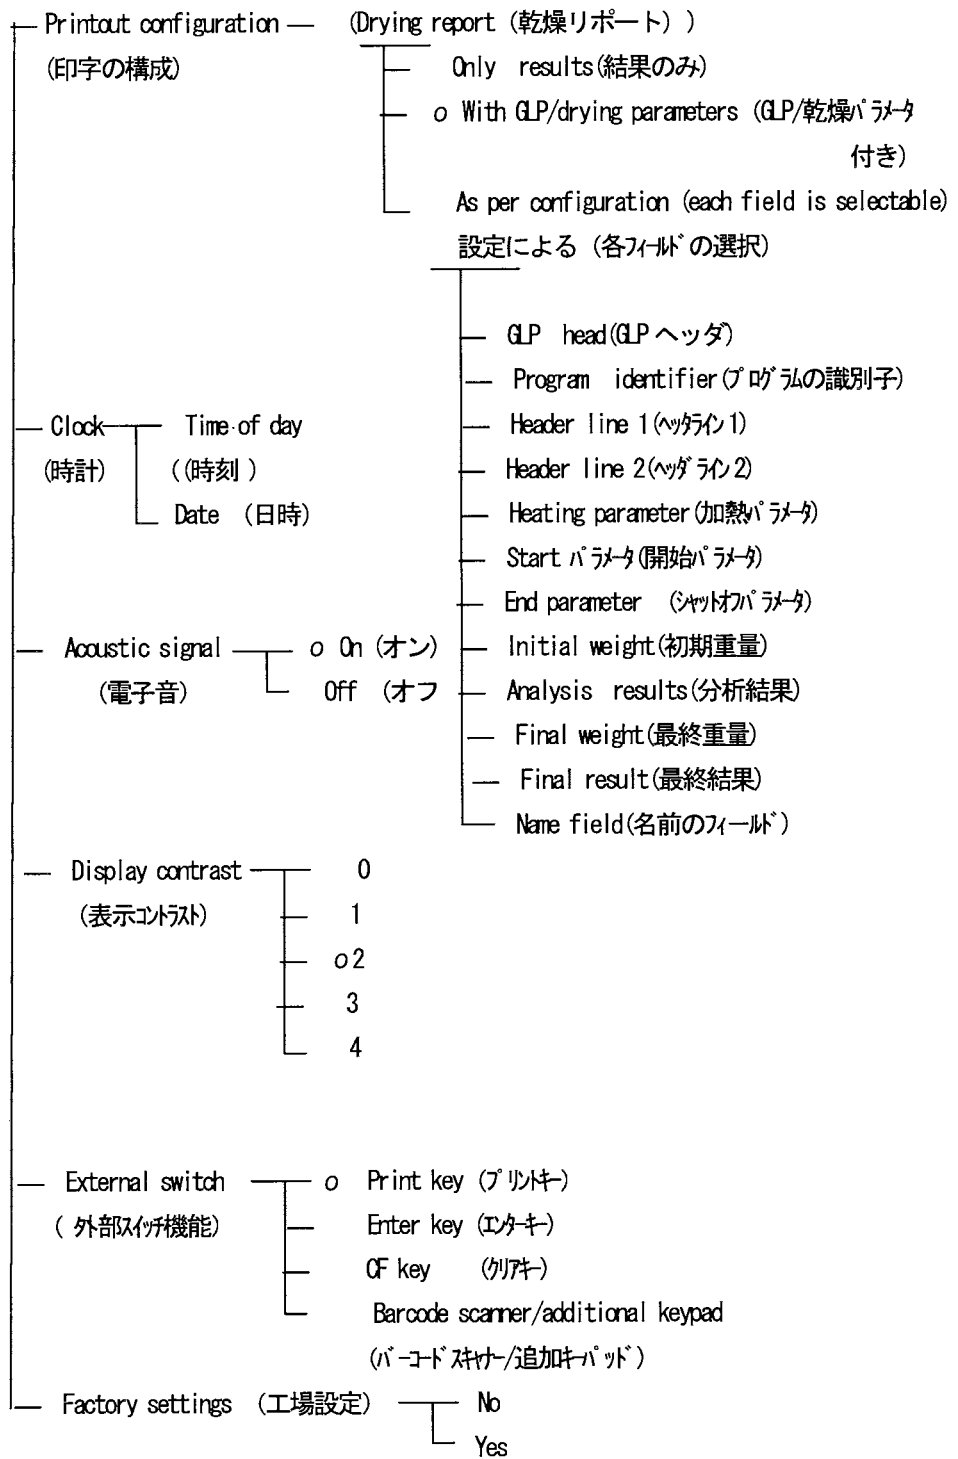 Printout configuration (Drying report (乾燥リポート))
(印字の構成)
Only results(結果のみ)
o With GLP/drying parameters (GLP/乾燥パラメータ
付き)
As per configuration (each field is selectable)
設定による (各フィールドの選択)
GLP head(GLPヘッダ)
Program identifier(プログラムの識別子)
Clock Time of day
Header line 1(ヘッタライン1)
(時計) ((時刻)
Header line 2(ヘッダライン2)
Date (日時)
Heating parameter(加熱パラメータ)
Start パラメータ(開始パラメータ)
End parameter (シャットオフパラメータ)
Acoustic signal o On (オン)
Initial weight(初期重量)
(電子音) Off (オフ
Analysis results(分析結果)
Final weight(最終重量)
Final result(最終結果)
Name field(名前のフィールド)
Display contrast 0
(表示コントラスト) 1
o2
3
4
External switch o Print key (プリントキー)
(外部スイッチ機能) Enter key (エンターキー)
CF key (クリアキー)
Barcode scanner/additional keypad
(バーコードスキャナー/追加キーパッド)
Factory settings (工場設定) No
Yes